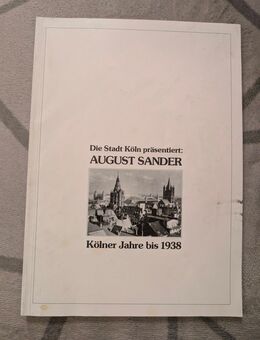 Die Stadt Köln präsentiert:
AUGUST SANDER
Kölner Jahre bis 1938